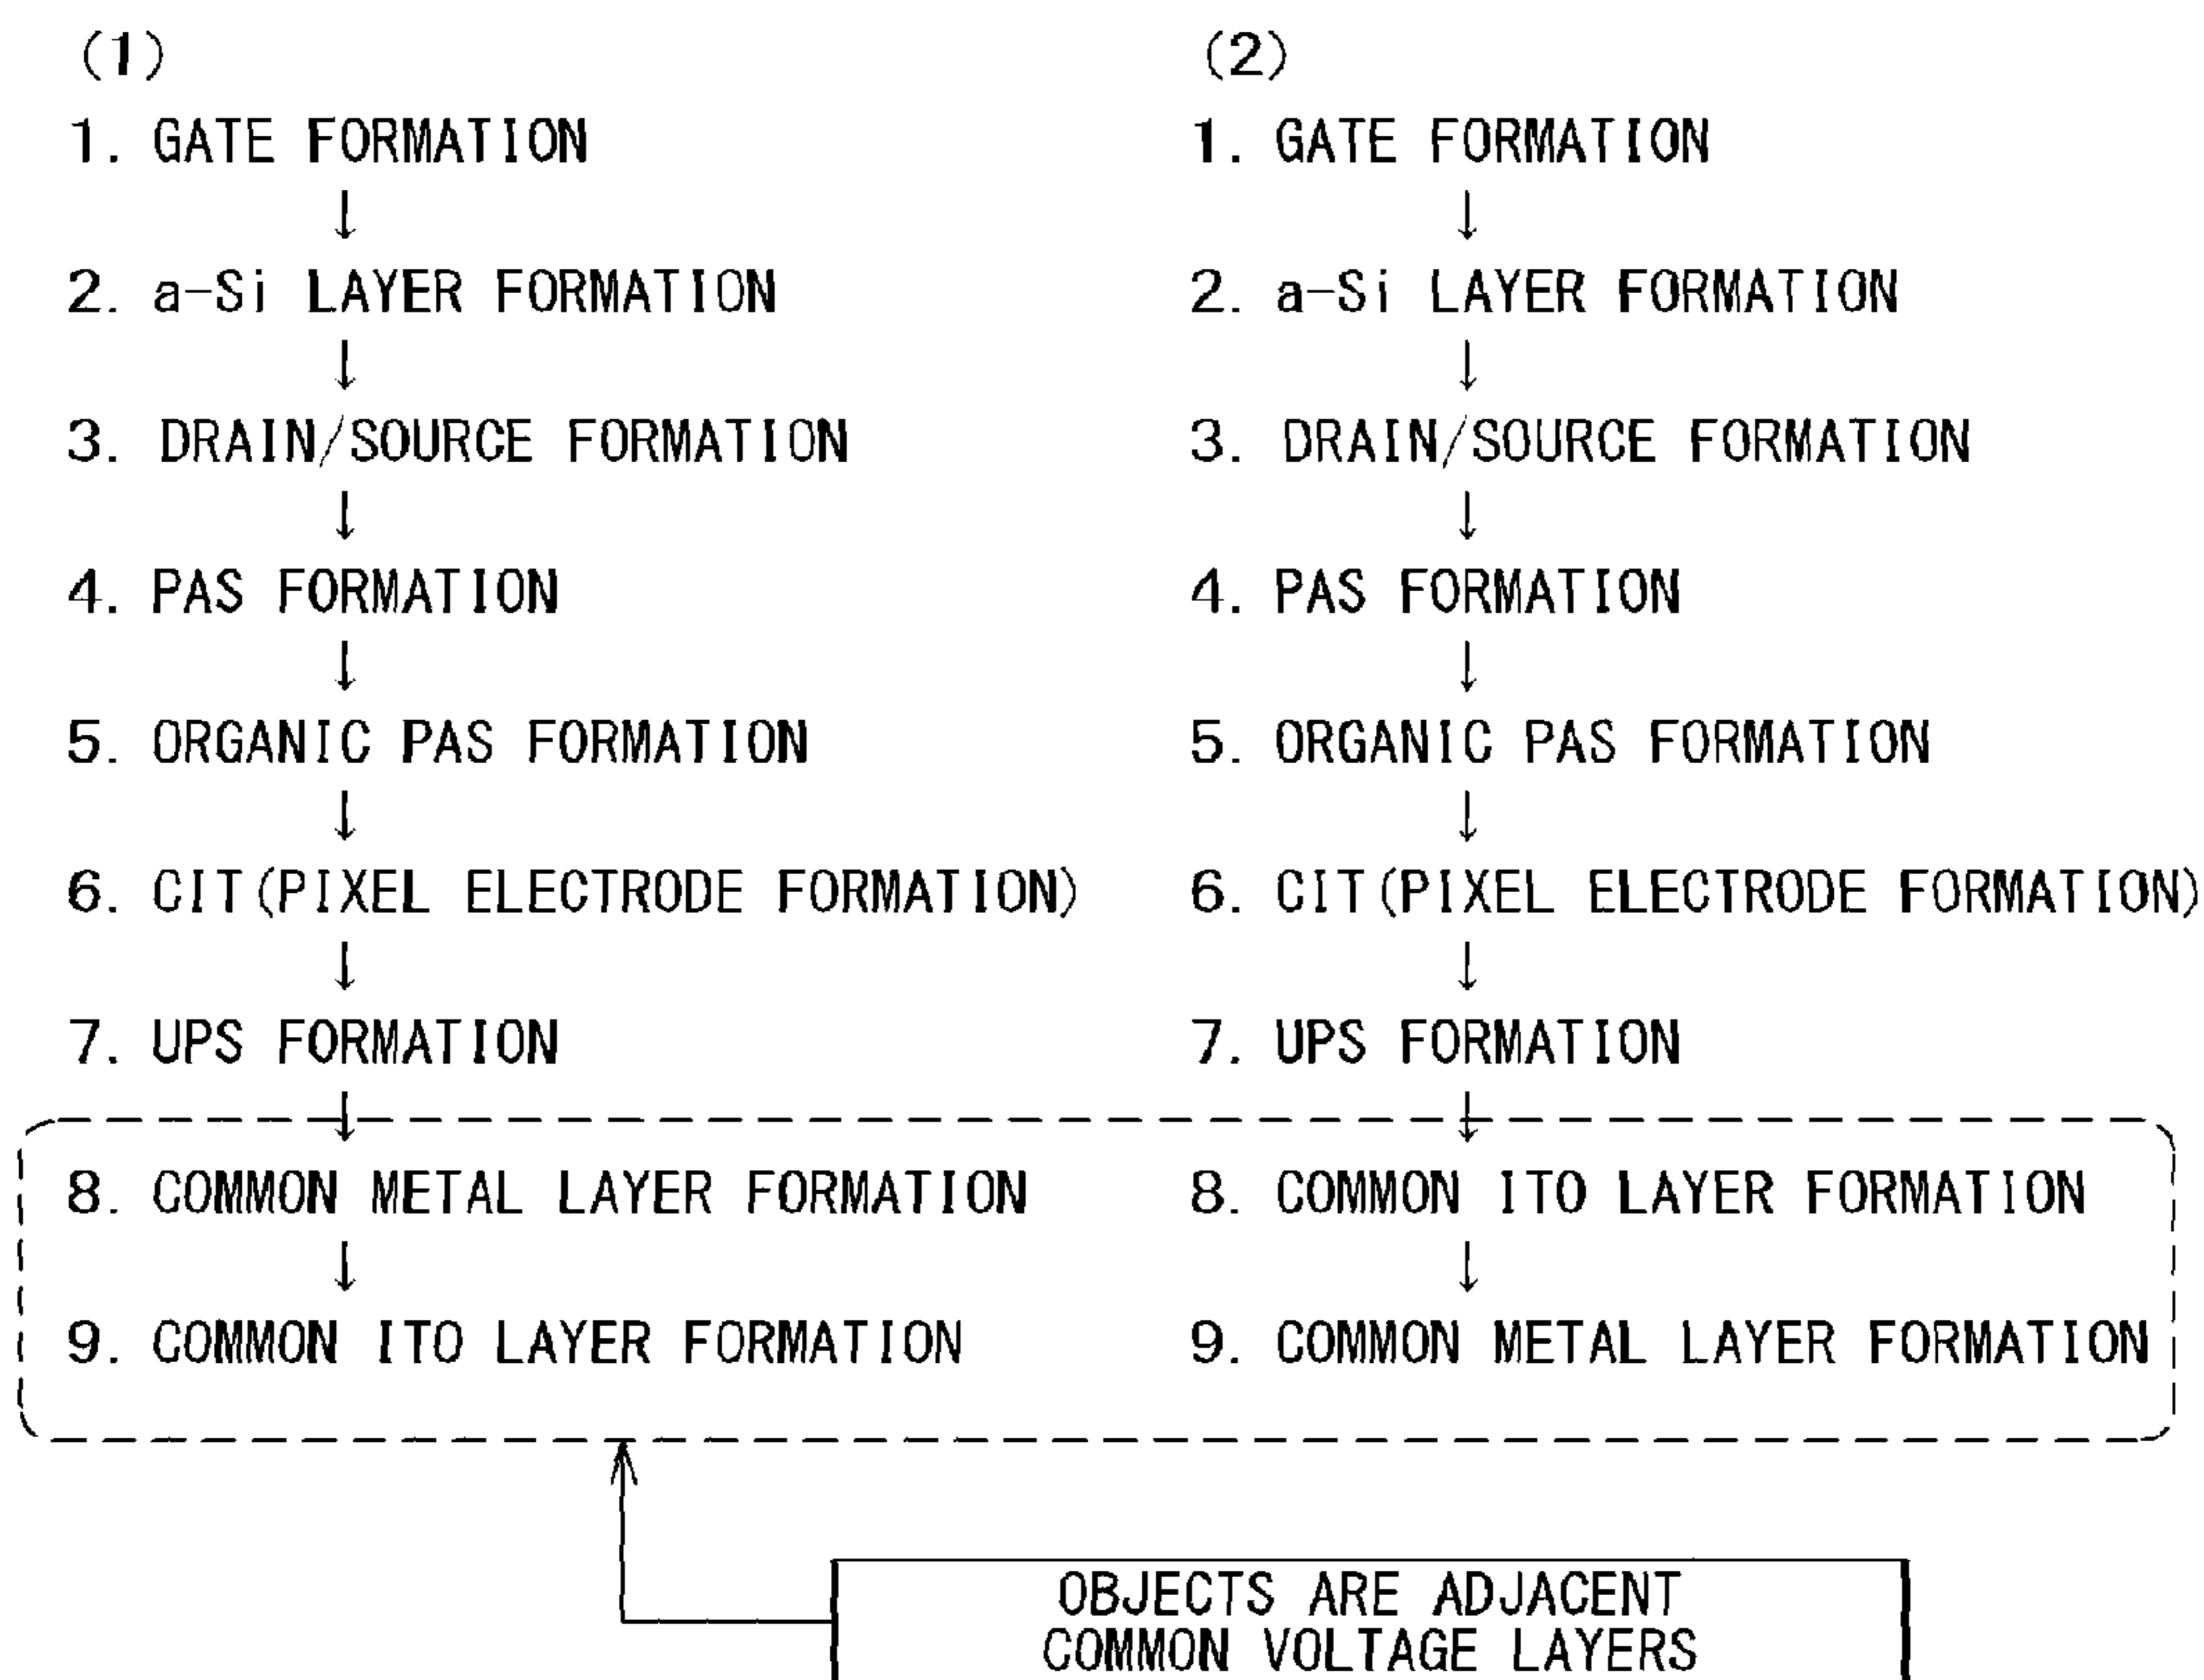 (1)
1. GATE FORMATION
↓
2. a-Si LAYER FORMATION
↓
3. DRAIN/SOURCE FORMATION
↓
4. PAS FORMATION
↓
5. ORGANIC PAS FORMATION
↓
6. CIT(PIXEL ELECTRODE FORMATION)
↓
7. UPS FORMATION
↓
8. COMMON METAL LAYER FORMATION
↓
9. COMMON ITO LAYER FORMATION
(2)
1. GATE FORMATION
↓
2. a-Si LAYER FORMATION
↓
3. DRAIN/SOURCE FORMATION
↓
4. PAS FORMATION
↓
5. ORGANIC PAS FORMATION
↓
6. CIT(PIXEL ELECTRODE FORMATION)
↓
7. UPS FORMATION
↓
8. COMMON ITO LAYER FORMATION
↓
9. COMMON METAL LAYER FORMATION
OBJECTS ARE ADJACENT
COMMON VOLTAGE LAYERS